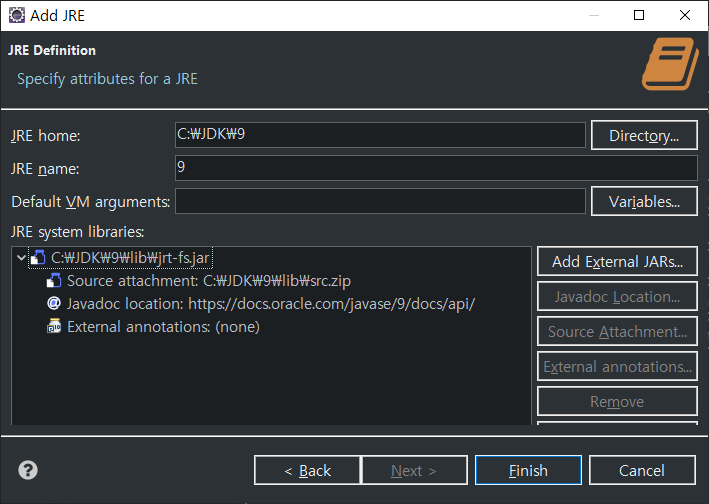 Add JRE
JRE Definition
Specify attributes for a JRE
JRE home:
C:₩JDK₩9
Directory...
JRE name:
9
Default VM arguments:
Variables...
JRE system libraries:
C:₩JDK₩9₩lib₩jrt-fs.jar
Add External JARs...
Source attachment: C:₩JDK₩9₩lib₩src.zip
Javadoc Location...
Javadoc location: https://docs.oracle.com/javase/9/docs/api/
External annotations: (none)
Source Attachment...
External annotations...
Remove
< Back
Next >
Finish
Cancel